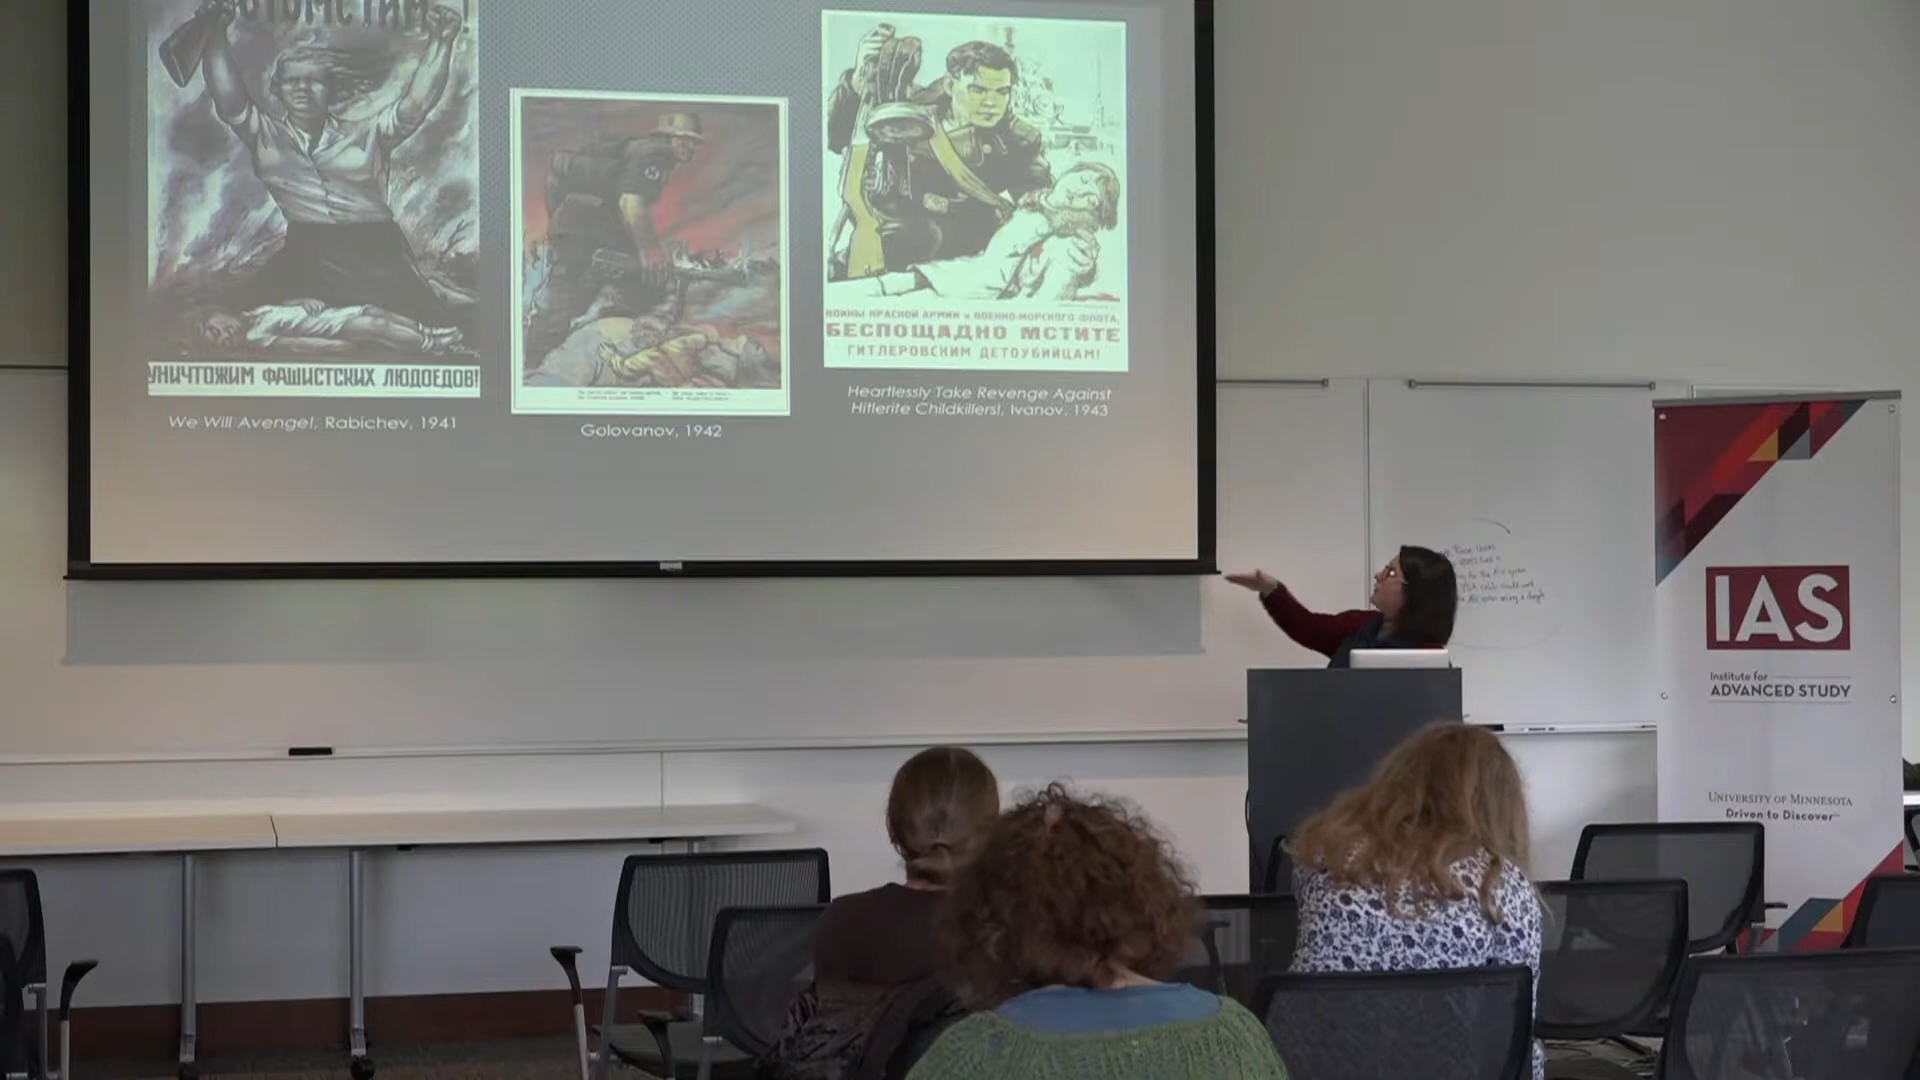 УНИЧТОЖИМ ФАШИСТСКИХ ЛЮДОЕДОВ!
We Will Avenge!, Rabichev, 1941
Golovanov, 1942
ВОИНЫ КРАСНОЙ АРМИИ и ВОЕННО-МОРСКОГО ФЛОТА,
БЕСПОЩАДНО МСТИТЕ
ГИТЛЕРОВСКИМ ДЕТОУБИЙЦАМ!
Heartlessly Take Revenge Against
Hitlerite Childkillers!, Ivanov, 1943
IAS
Institute for
ADVANCED STUDY
UNIVERSITY OF MINNESOTA
Driven to Discover